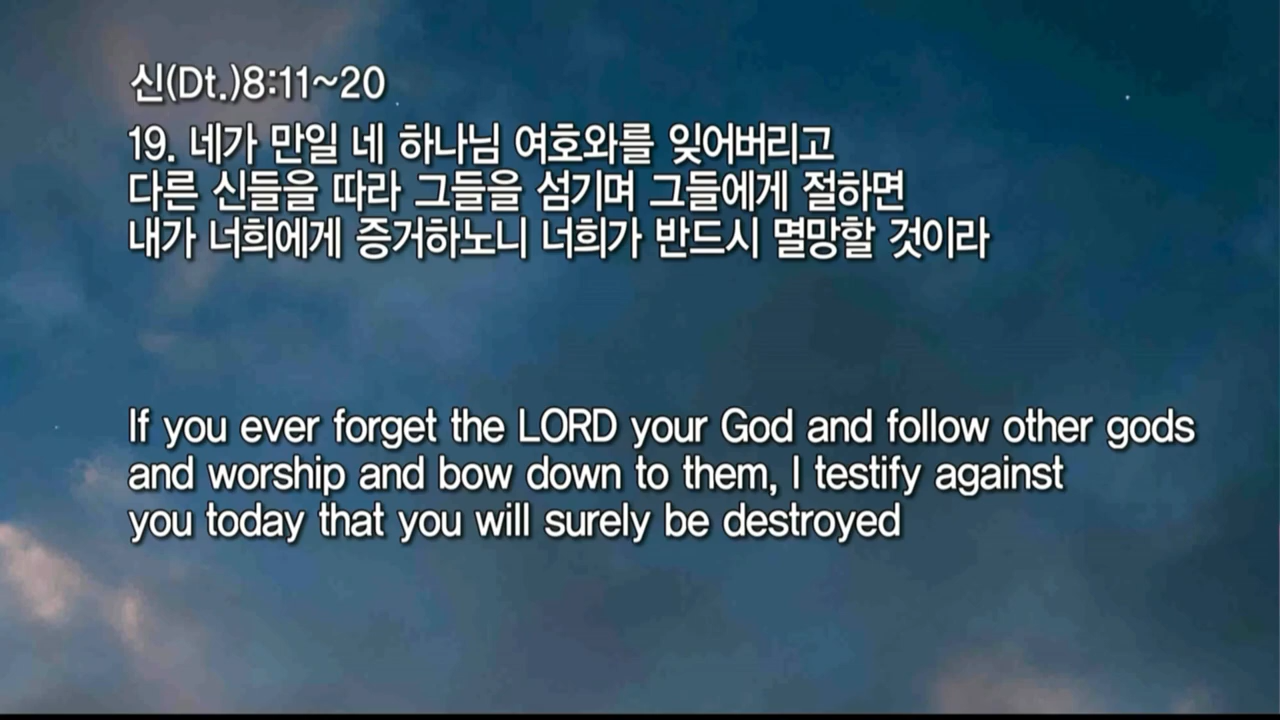 신(Dt.)8:11~20
19. 네가 만일 네 하나님 여호와를 잊어버리고
다른 신들을 따라 그들을 섬기며 그들에게 절하면
내가 너희에게 증거하노니 너희가 반드시 멸망할 것이라
If you ever forget the LORD your God and follow other gods
and worship and bow down to them, I testify against
you today that you will surely be destroyed